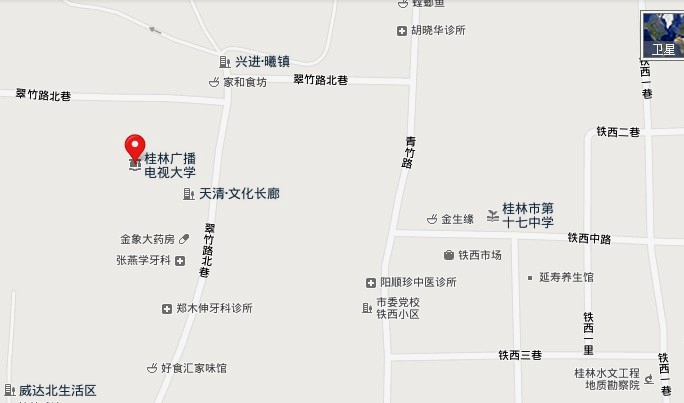 螳螂鱼
胡晓华诊所
卫星
兴进·曦镇
家和食坊
翠竹路北巷
翠竹路北巷
铁西一巷
铁西二巷
青竹路
桂林广播
电视大学
天清·文化长廊
金象大药房
张燕学牙科
翠竹路北巷
金生缘
桂林市第
十七中学
铁西中路
铁西市场
延寿养生馆
阳顺珍中医诊所
市委党校
铁西小区
郑木伸牙科诊所
铁西一里
铁西三巷
好食汇家味馆
桂林水文工程
地质勘察院
铁西一巷
威达北生活区